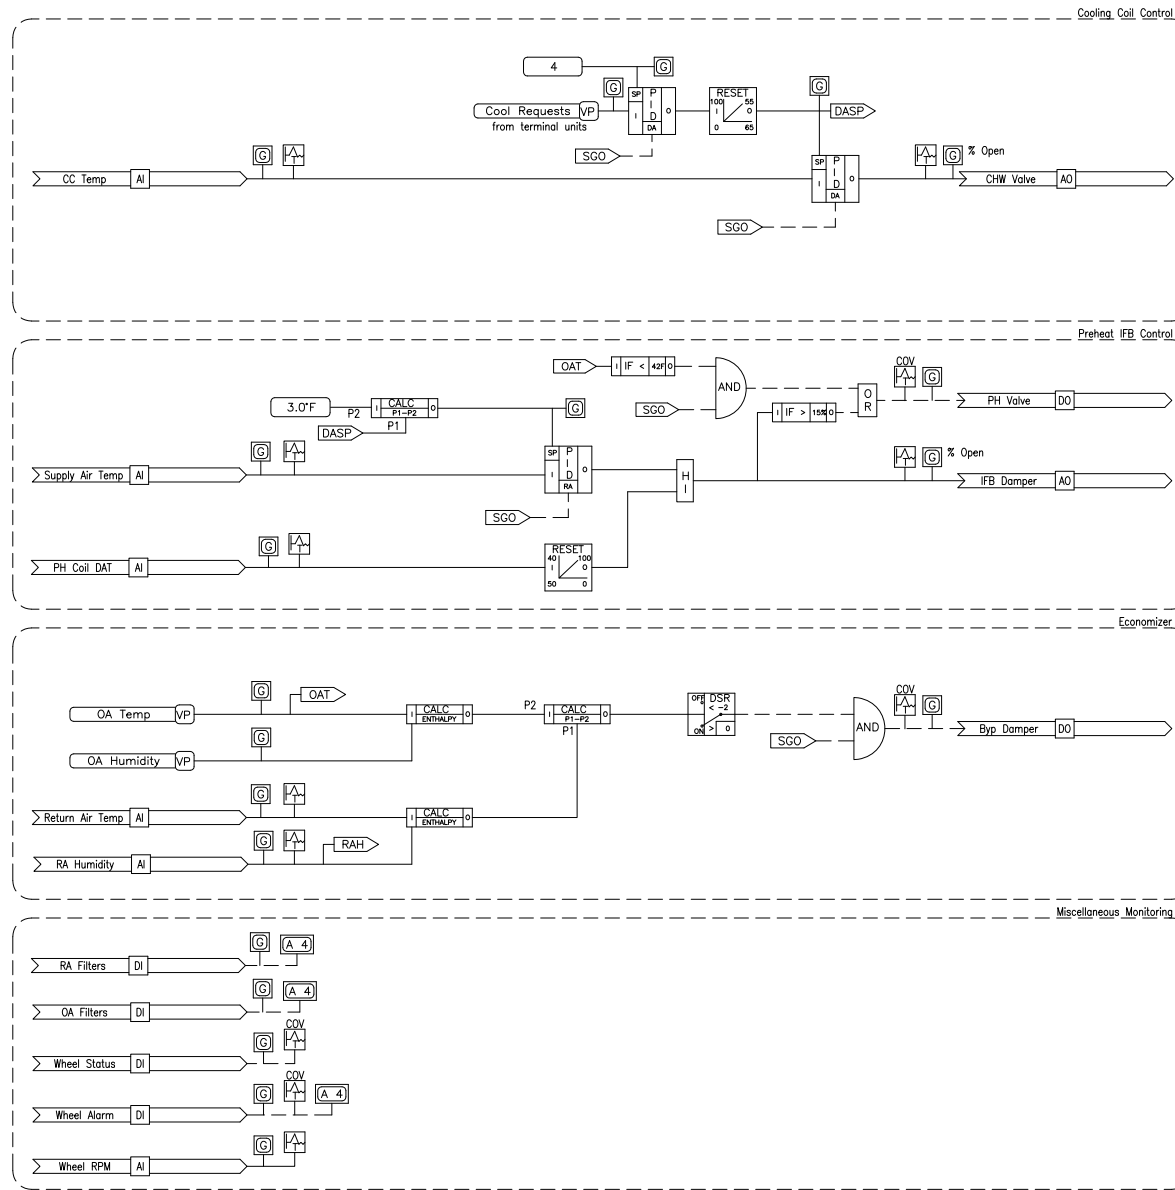 Cooling Coil Control
4
G
G
SP
P
I
D
I
O
DA
RESET
100
55
I
O
0
65
G
DASP
Cool Requests
VP
from terminal units
SGO
CC Temp
AI
G
SP
P
I
D
I
O
DA
G
% Open
CHW Valve
AO
SGO
Preheat IFB Control
OAT
I
IF <
42F
O
AND
SGO
COV
G
OR
PH Valve
DO
I
IF >
15%
O
3.0°F
P2
I
CALC
P1-P2
O
G
DASP
P1
Supply Air Temp
AI
G
SP
P
I
D
I
O
RA
HI
G
% Open
IFB Damper
AO
SGO
PH Coil DAT
AI
G
RESET
40
100
I
O
50
0
Economizer
G
OAT
OA Temp
VP
I
CALC
ENTHALPY
O
P2
I
CALC
P1-P2
O
P1
OFF
DSR
< -2
ON
>
0
AND
SGO
COV
G
Byp Damper
DO
G
OA Humidity
VP
Return Air Temp
AI
G
I
CALC
ENTHALPY
O
RA Humidity
AI
G
RAH
Miscellaneous Monitoring
RA Filters
DI
G
A 4
OA Filters
DI
G
A 4
Wheel Status
DI
G
COV
Wheel Alarm
DI
G
COV
A 4
Wheel RPM
AI
G